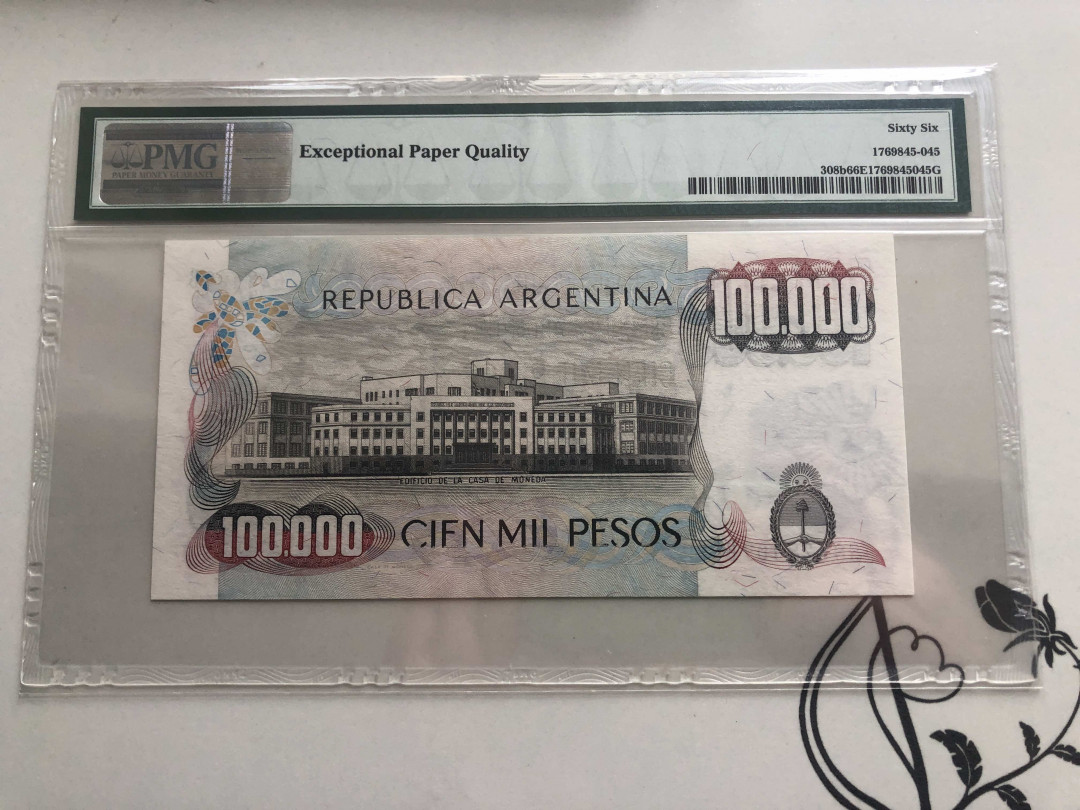 PMG
PAPER MONEY GUARANTY
Exceptional Paper Quality
Sixty Six
1769845-045
308b66E1769845045G
REPUBLICA ARGENTINA
100.000
EDIFICIO DE LA CASA DE MONEDA
100.000
CIEN MIL PESOS